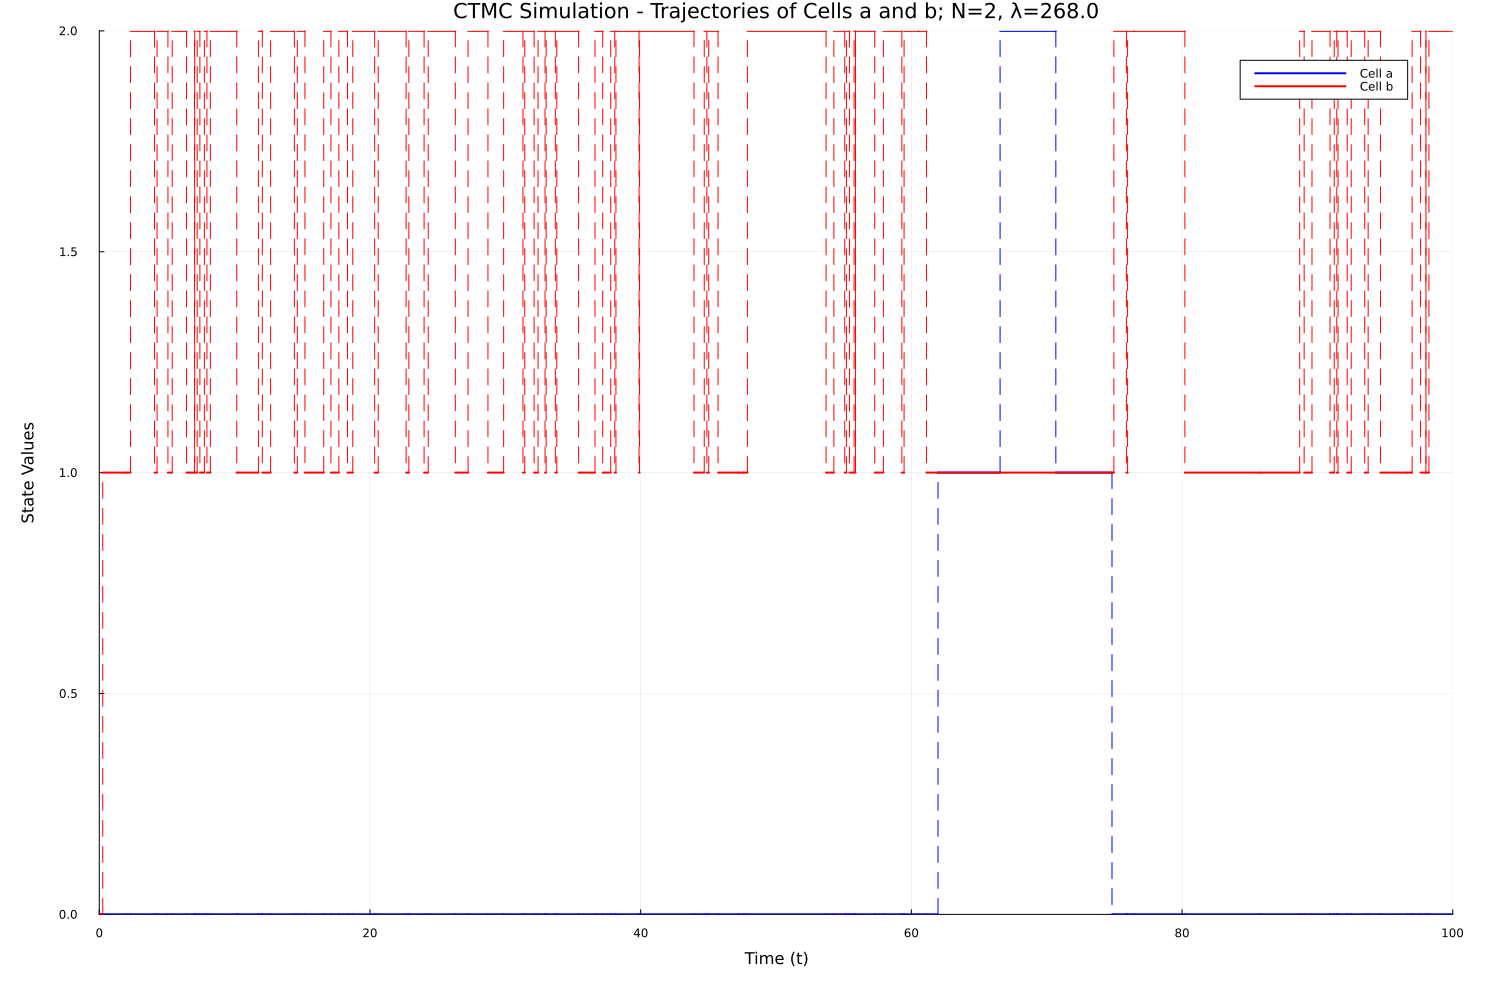 CTMC Simulation - Trajectories of Cells a and b; N=2, λ=268.0
2.0
Cell a
Cell b
1.5
1.0
State Values
0.5
0.0
0 20 40 60 80 100
Time (t)